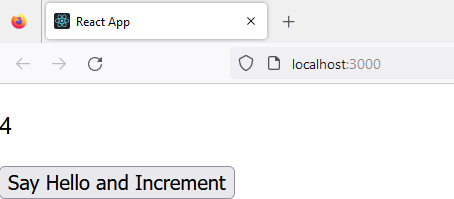 React App
localhost:3000
4
Say Hello and Increment